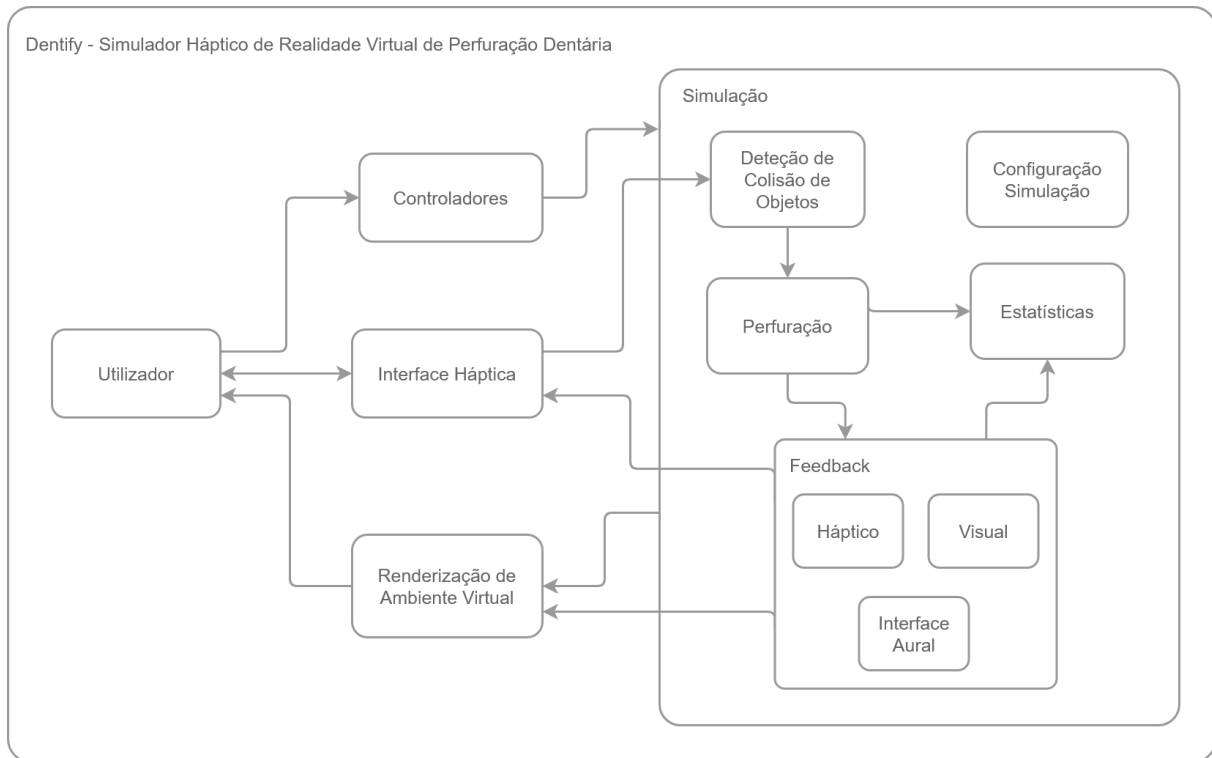 Dentify - Simulador Háptico de Realidade Virtual de Perfuração Dentária
Simulação
Deteção de
Colisão de
Objetos
Configuração
Simulação
Controladores
Perfuração
Estatísticas
Utilizador
Interface Háptica
Feedback
Háptico
Visual
Renderização de
Ambiente Virtual
Interface
Aural